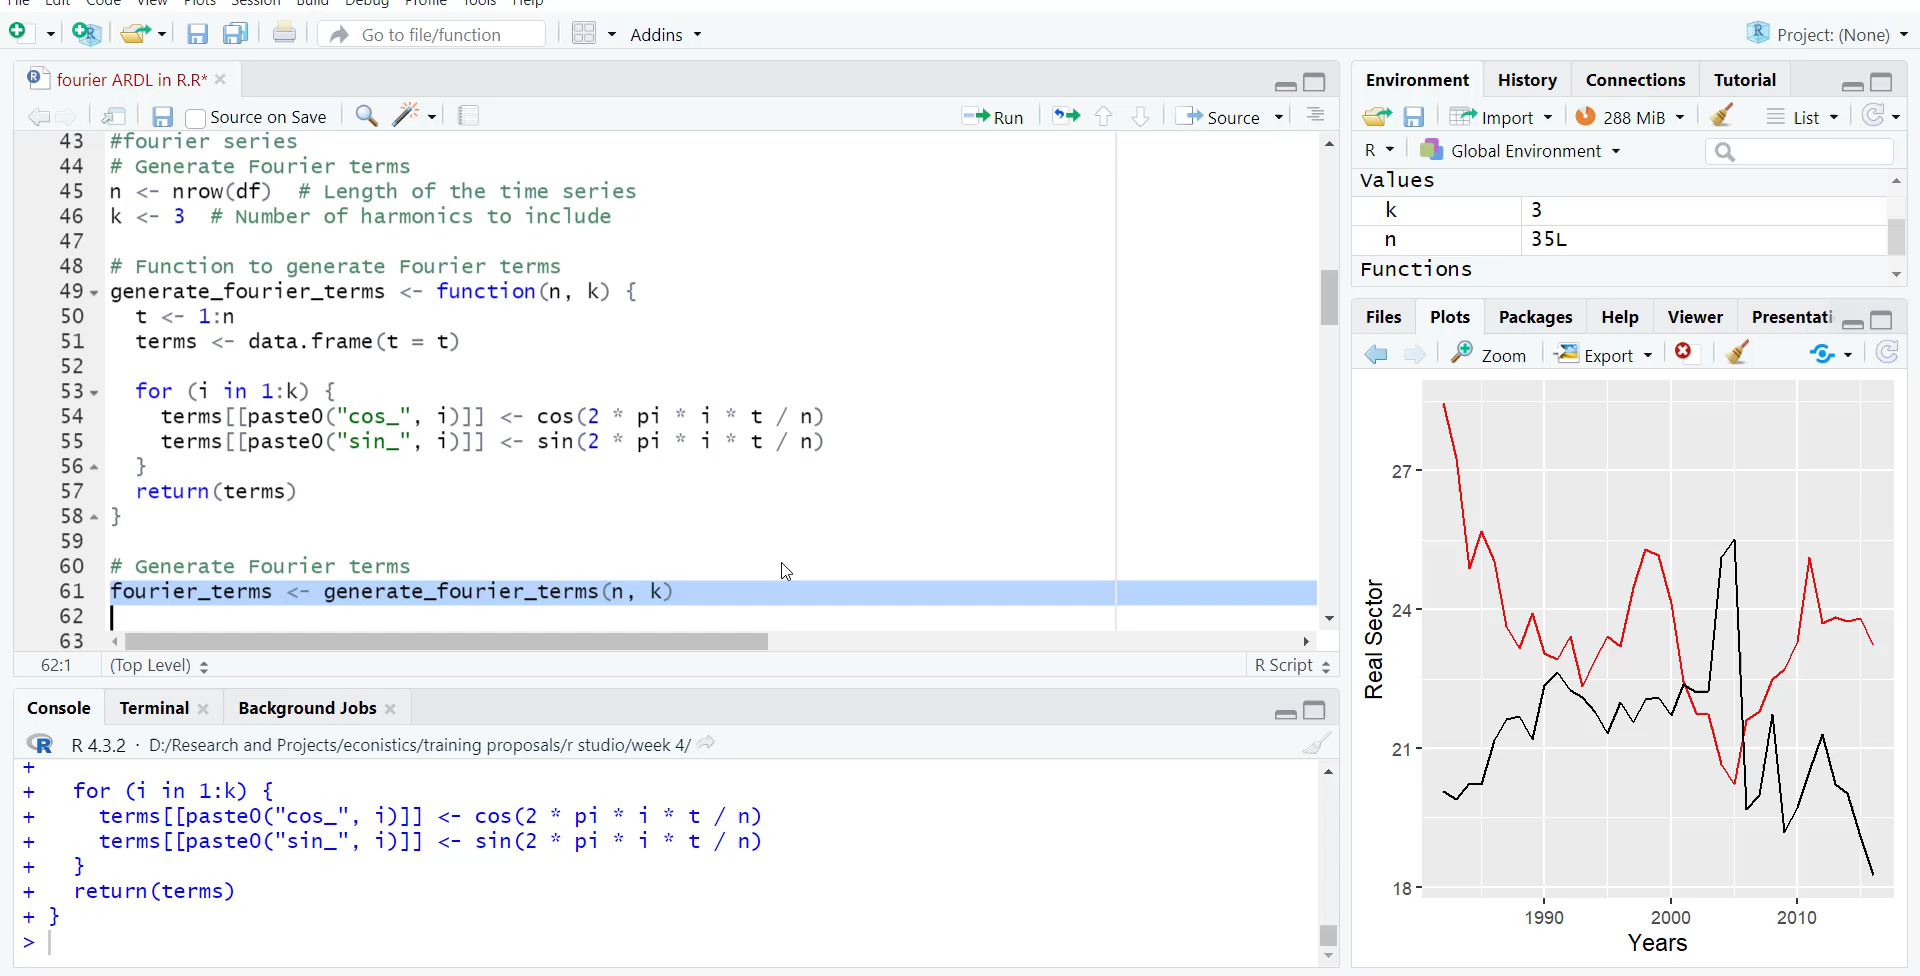 File Edit Code View Plots Session Build Debug Profile Tools Help
Go to file/function
Addins
Project: (None)
fourier ARDL in R.R*
Source on Save
Run
Source
43 #fourier series
44 # Generate Fourier terms
45 n <- nrow(df)  # Length of the time series
46 k <- 3  # Number of harmonics to include
47
48 # Function to generate Fourier terms
49 generate_fourier_terms <- function(n, k) {
50   t <- 1:n
51   terms <- data.frame(t = t)
52
53   for (i in 1:k) {
54     terms[[paste0("cos_", i)]] <- cos(2 * pi * i * t / n)
55     terms[[paste0("sin_", i)]] <- sin(2 * pi * i * t / n)
56   }
57   return(terms)
58 }
59
60 # Generate Fourier terms
61 fourier_terms <- generate_fourier_terms(n, k)
62
63
62:1 (Top Level) R Script
Console Terminal Background Jobs
R 4.3.2 · D:/Research and Projects/econistics/training proposals/r studio/week 4/
+
+   for (i in 1:k) {
+     terms[[paste0("cos_", i)]] <- cos(2 * pi * i * t / n)
+     terms[[paste0("sin_", i)]] <- sin(2 * pi * i * t / n)
+   }
+   return(terms)
+ }
>
Environment History Connections Tutorial
Import 288 MiB List
R Global Environment
Values
k 3
n 35L
Functions
Files Plots Packages Help Viewer Presentati
Zoom Export
27
24
21
18
Real Sector
1990 2000 2010
Years